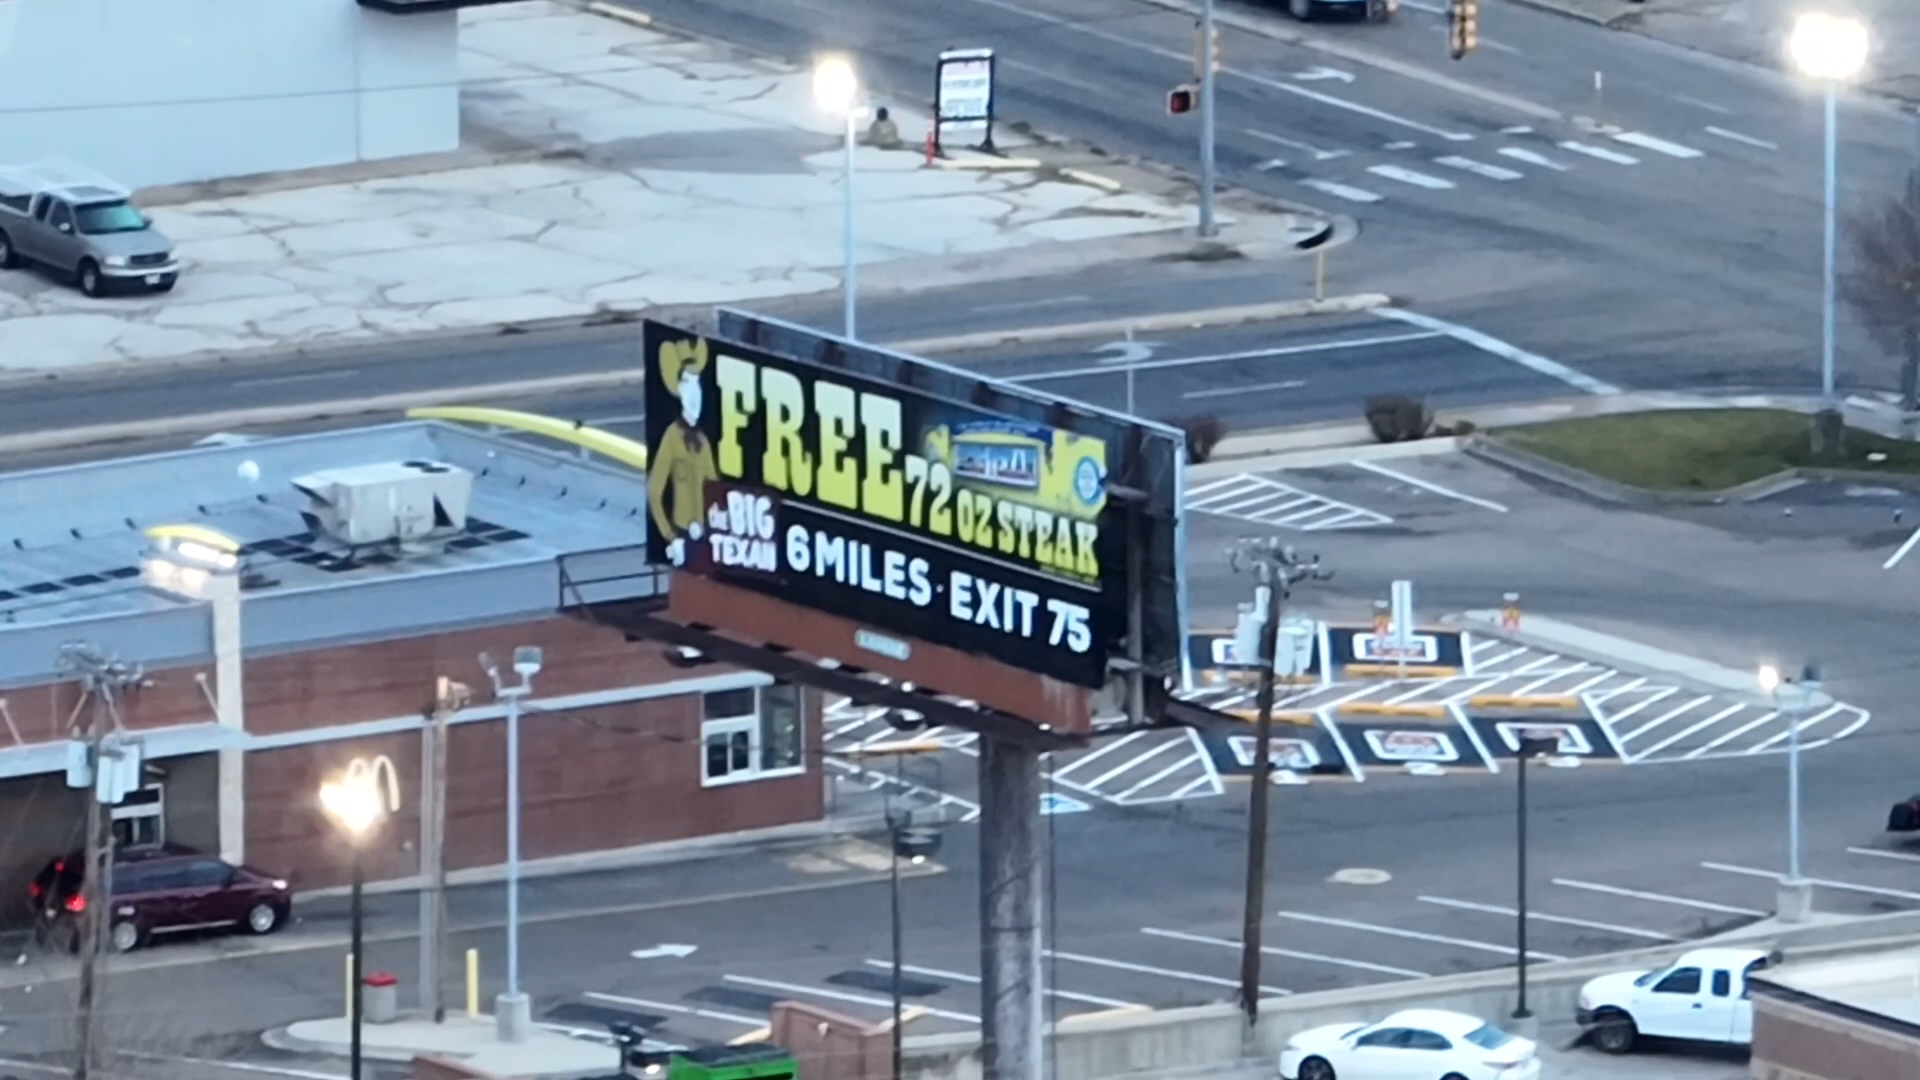 FREE
72 OZ STEAK
the BIG
TEXAN
6 MILES · EXIT 75